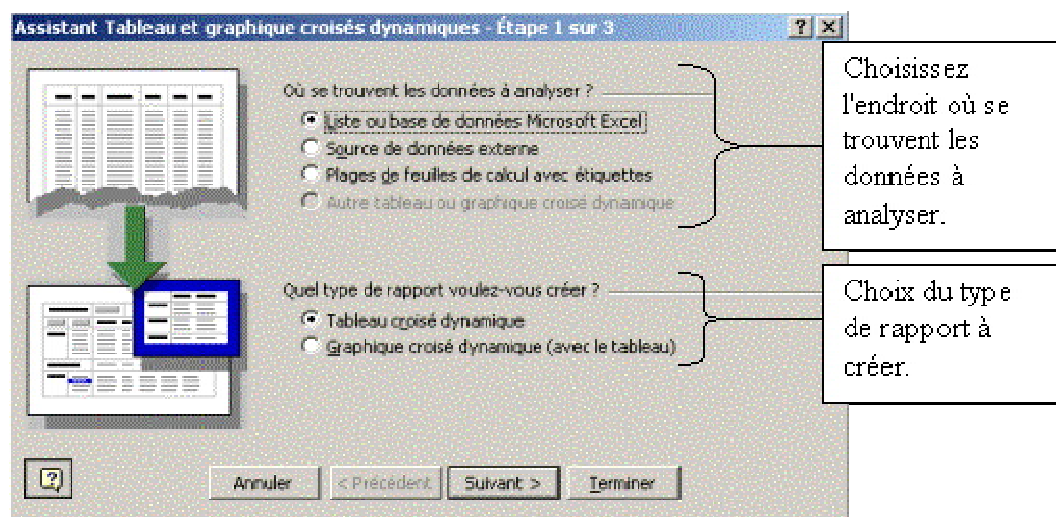 Assistant Tableau et graphique croisés dynamiques - Étape 1 sur 3
Où se trouvent les données à analyser ?
Liste ou base de données Microsoft Excel
Source de données externe
Plages de feuilles de calcul avec étiquettes
Autre tableau ou graphique croisé dynamique
Choisissez
l'endroit où se
trouvent les
données à
analyser.
Quel type de rapport voulez-vous créer ?
Tableau croisé dynamique
Graphique croisé dynamique (avec le tableau)
Choix du type
de rapport à
créer.
Annuler
< Précédent
Suivant >
Terminer